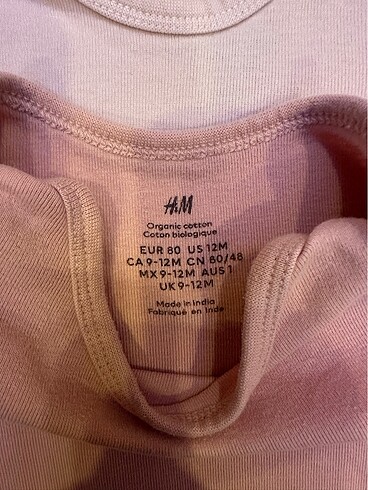 H&M
Organic cotton
Coton biologique
EUR 80 US 12M
CA 9-12M CN 80/48
MX 9-12M AUS 1
UK 9-12M
Made in India
Fabriqué en Inde